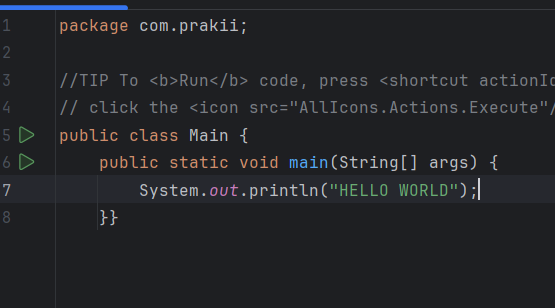 1 package com.prakii;
2
3 //TIP To <b>Run</b> code, press <shortcut
4 // click the <icon src="AllIcons.Actions.Execute"/
5 public class Main {
6 public static void main(String[] args) {
7 System.out.println("HELLO WORLD");
8 }}